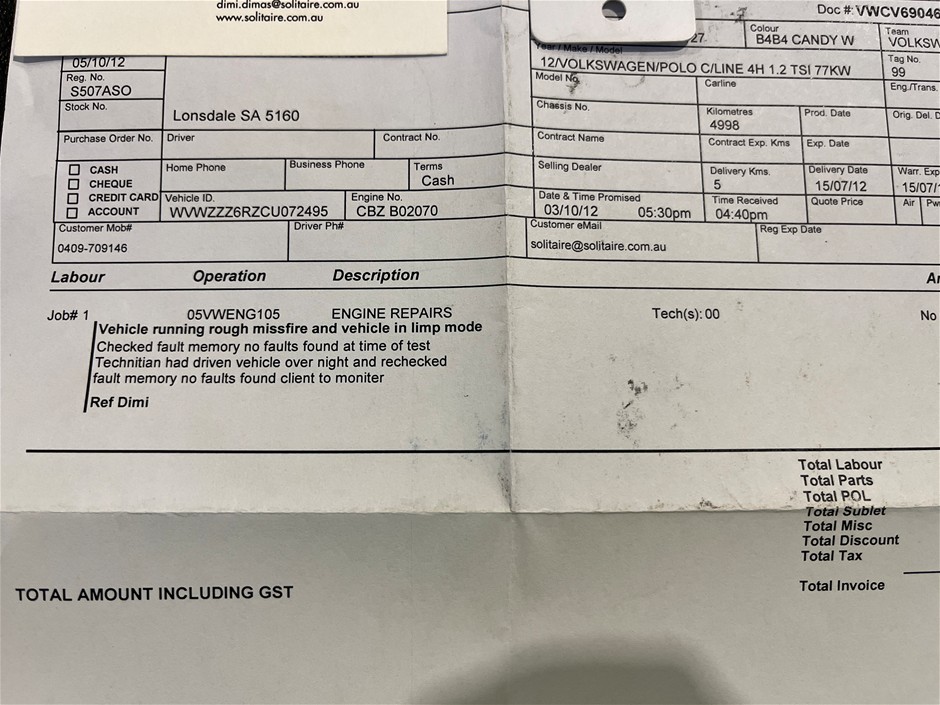 dimi.dimas@solitaire.com.au
www.solitaire.com.au
Doc #: VWCV69046
27
Colour
B4B4 CANDY W
Team
VOLKSW
05/10/12
Year / Make / Model
12/VOLKSWAGEN/POLO C/LINE 4H 1.2 TSI 77KW
Tag No.
99
Reg. No.
S507ASO
Model No.
Carline
Eng./Trans.
Stock No.
Lonsdale SA 5160
Chassis No.
Kilometres
4998
Prod. Date
Orig. Del. D
Purchase Order No.
Driver
Contract No.
Contract Name
Contract Exp. Kms
Exp. Date
CASH
CHEQUE
CREDIT CARD
ACCOUNT
Home Phone
Business Phone
Terms
Cash
Selling Dealer
Delivery Kms.
5
Delivery Date
15/07/12
Warr. Exp
15/07/
Vehicle ID.
WVWZZZ6RZCU072495
Engine No.
CBZ B02070
Date & Time Promised
03/10/12 05:30pm
Time Received
04:40pm
Quote Price
Air
Pw
Customer Mob#
0409-709146
Driver Ph#
Customer eMail
solitaire@solitaire.com.au
Reg Exp Date
Labour Operation Description
Job# 1 05VWENG105 ENGINE REPAIRS Tech(s): 00 No
Vehicle running rough missfire and vehicle in limp mode
Checked fault memory no faults found at time of test
Technitian had driven vehicle over night and rechecked
fault memory no faults found client to moniter
Ref Dimi
Total Labour
Total Parts
Total POL
Total Sublet
Total Misc
Total Discount
Total Tax
Total Invoice
TOTAL AMOUNT INCLUDING GST